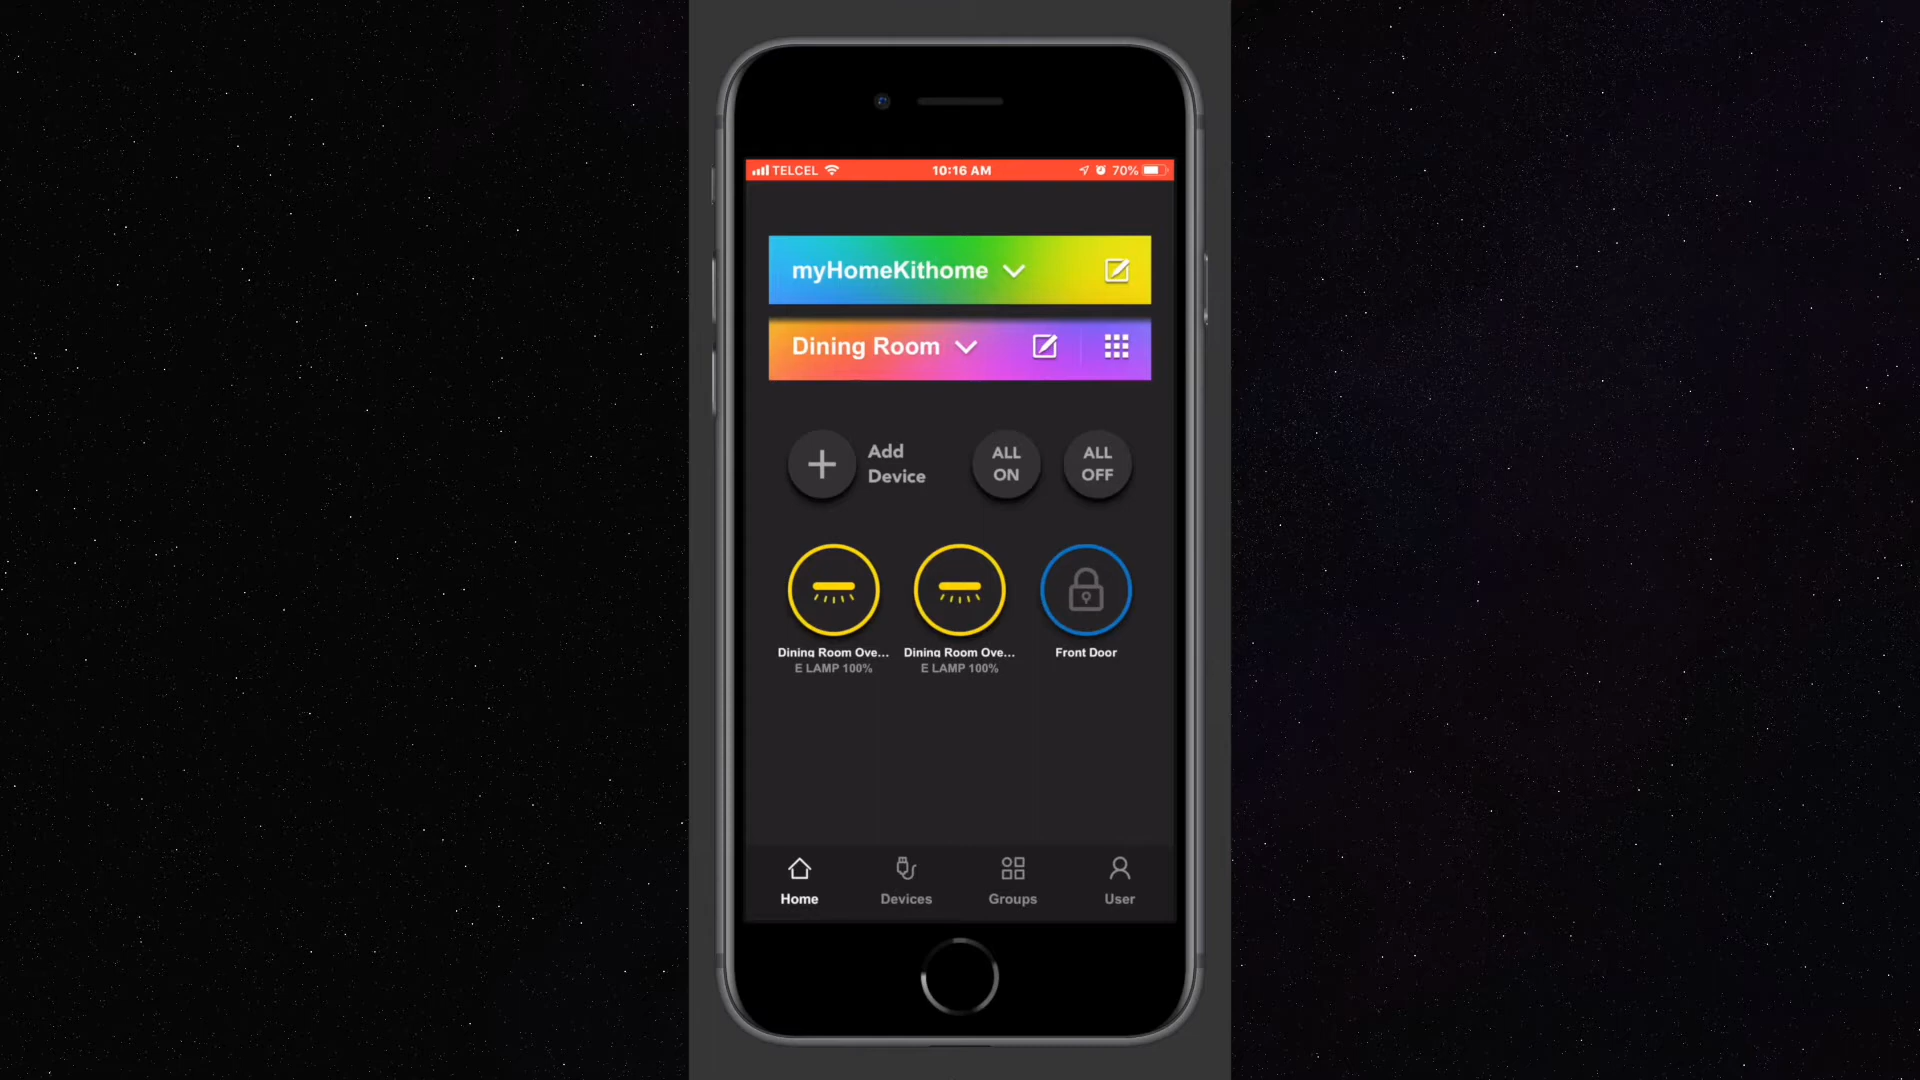 TELCEL 10:16 AM 70%
myHomeKithome
Dining Room
Add
Device
ALL
ON
ALL
OFF
Dining Room Ove... Dining Room Ove... Front Door
E LAMP 100% E LAMP 100%
Home Devices Groups User